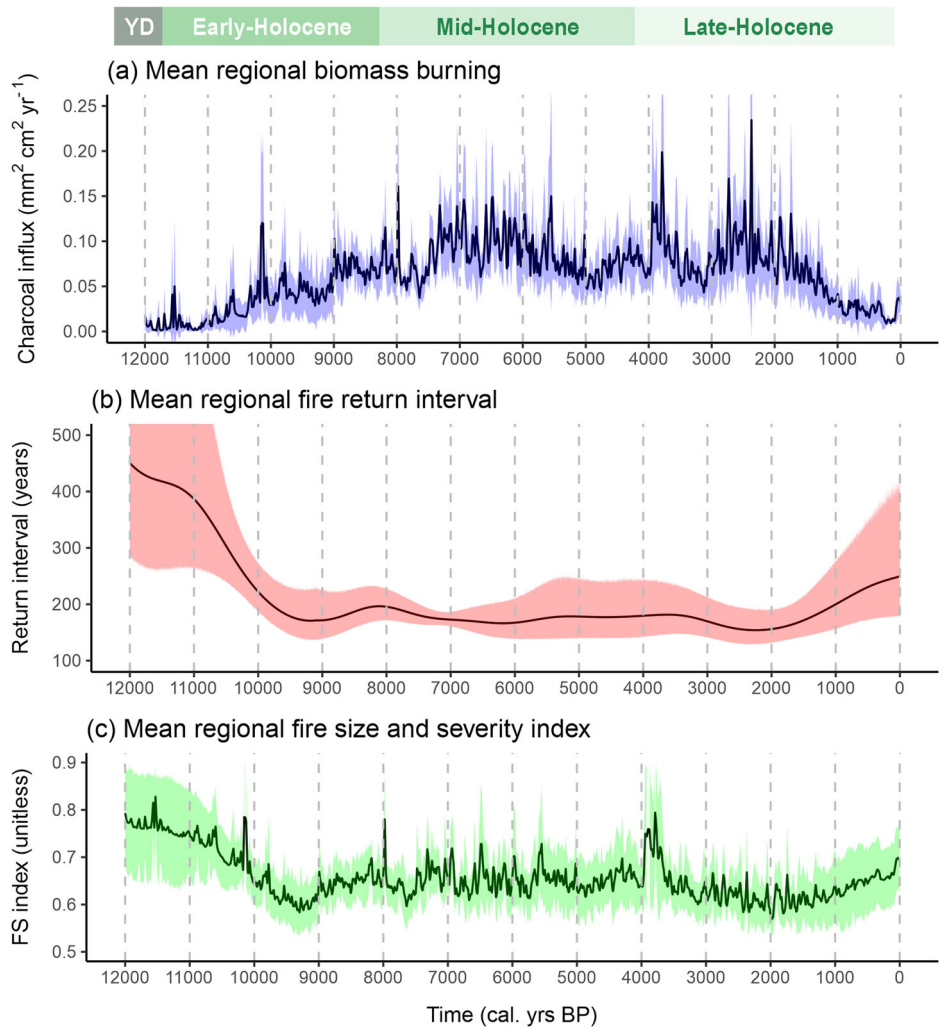 YD Early-Holocene Mid-Holocene Late-Holocene
(a) Mean regional biomass burning
Charcoal influx (mm² cm² yr⁻¹)
0.25
0.20
0.15
0.10
0.05
0.00
12000 11000 10000 9000 8000 7000 6000 5000 4000 3000 2000 1000 0
(b) Mean regional fire return interval
Return interval (years)
500
400
300
200
100
12000 11000 10000 9000 8000 7000 6000 5000 4000 3000 2000 1000 0
(c) Mean regional fire size and severity index
FS index (unitless)
0.9
0.8
0.7
0.6
0.5
12000 11000 10000 9000 8000 7000 6000 5000 4000 3000 2000 1000 0
Time (cal. yrs BP)